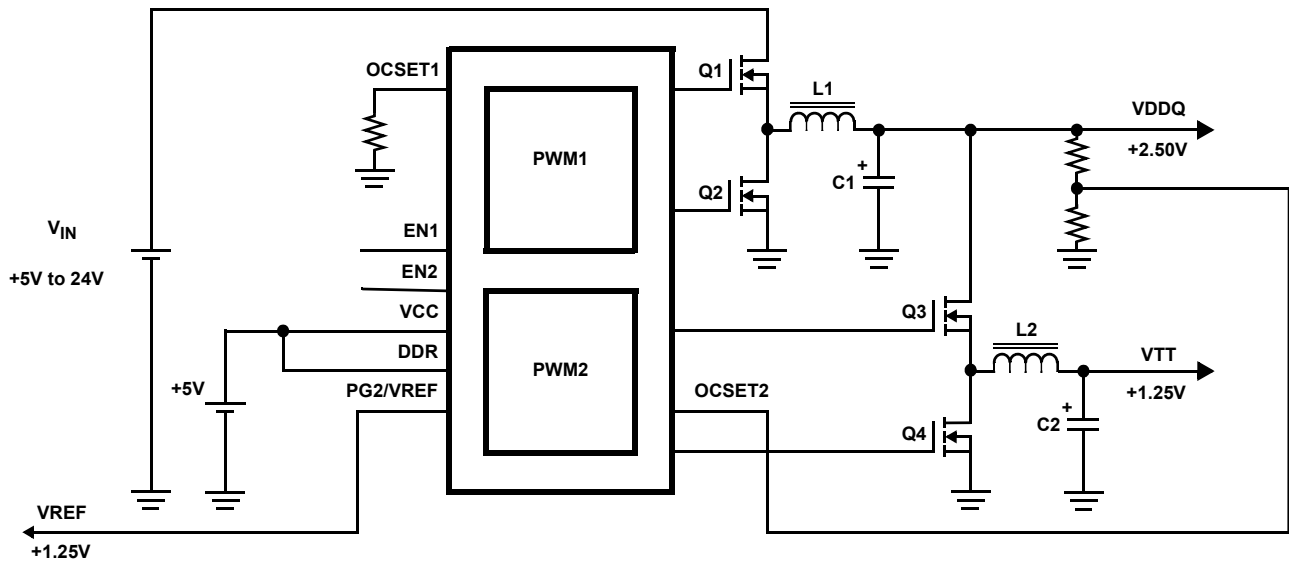 OCSET1
Q1
L1
VDDQ
+2.50V
PWM1
C1
+
Q2
V_IN
+5V to 24V
EN1
EN2
VCC
DDR
PG2/VREF
+5V
PWM2
OCSET2
Q3
L2
VTT
+1.25V
C2
+
Q4
VREF
+1.25V